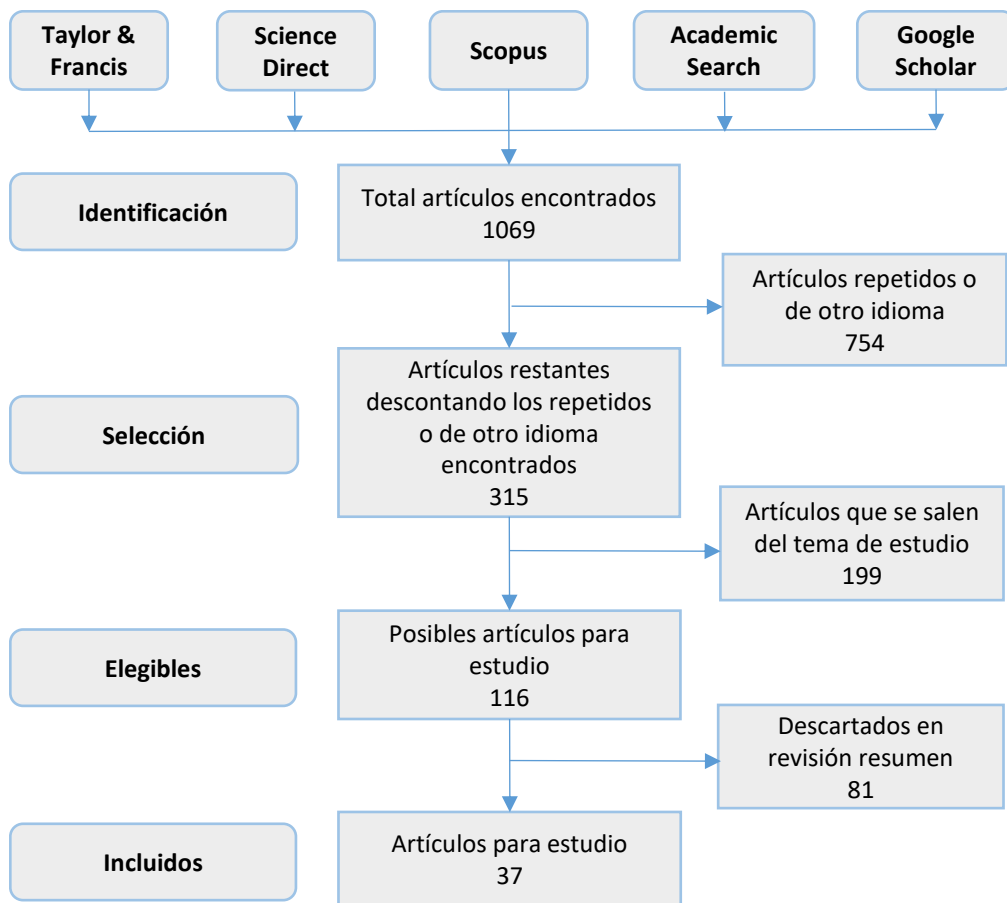 Taylor &
Francis
Science
Direct
Scopus
Academic
Search
Google
Scholar
Identificación
Total artículos encontrados
1069
Artículos repetidos o
de otro idioma
754
Selección
Artículos restantes
descontando los repetidos
o de otro idioma
encontrados
315
Artículos que se salen
del tema de estudio
199
Elegibles
Posibles artículos para
estudio
116
Descartados en
revisión resumen
81
Incluidos
Artículos para estudio
37